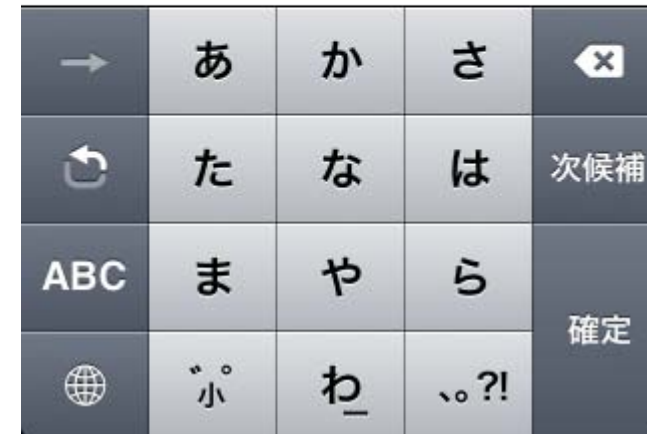 → あ か さ
た な は 次候補
ABC ま や ら 確定
゛゜小 わ_ 、。?!